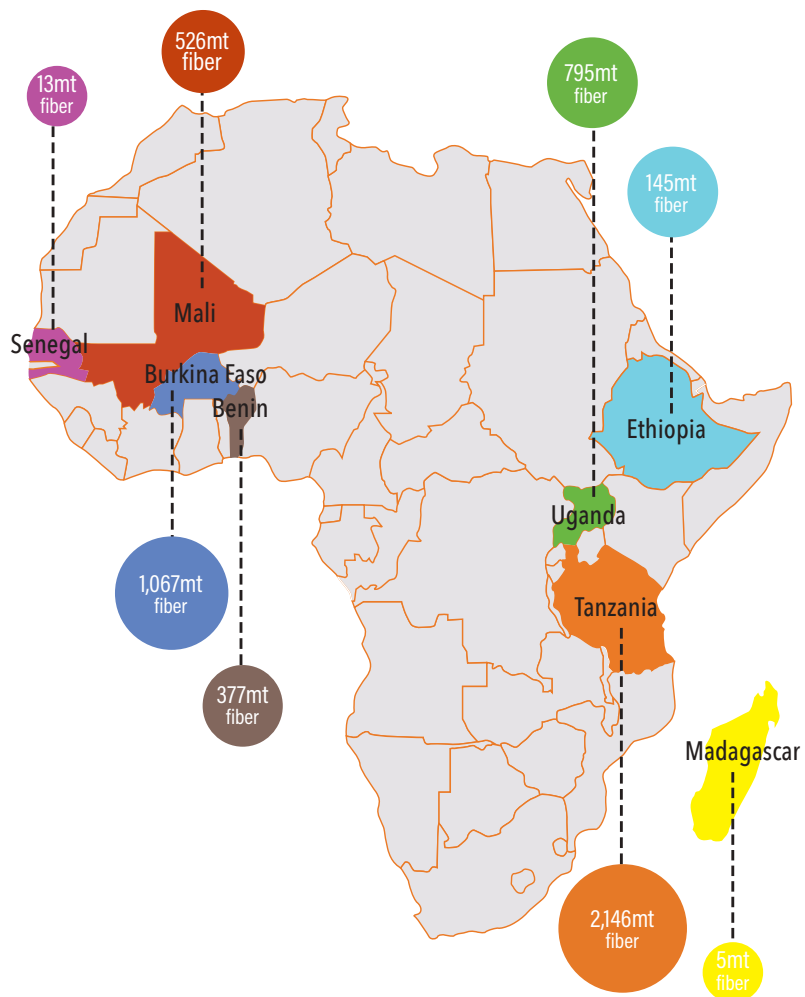 526mt
fiber
13mt
fiber
795mt
fiber
145mt
fiber
Mali
Senegal
Burkina Faso
Benin
Ethiopia
Uganda
1,067mt
fiber
Tanzania
377mt
fiber
Madagascar
2,146mt
fiber
5mt
fiber